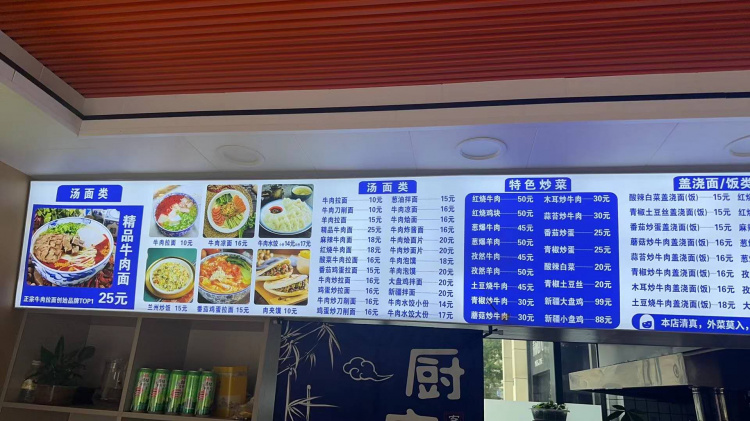 汤面类
精品牛肉面
正宗牛肉拉面创始品牌TOP1 25元
牛肉拉面 10元
牛肉凉面 16元
牛肉水饺 小份14元 大份17元
兰州炒饭 15元
番茄鸡蛋拉面 15元
肉夹馍 10元
汤面类
牛肉拉面 10元
牛肉刀削面 10元
羊肉拉面 15元
精品牛肉面 25元
麻辣牛肉面 18元
红烧牛肉面 18元
酸菜牛肉拉面 16元
番茄鸡蛋拉面 15元
牛肉炒拉面 16元
鸡蛋炒拉面 16元
牛肉炒刀削面 16元
鸡蛋炒刀削面 16元
葱油拌面 15元
牛肉凉面 16元
牛肉烩面 16元
牛肉炒酱面 16元
牛肉烩面片 20元
牛肉炒面片 20元
牛肉泡馍 18元
羊肉泡馍 20元
大盘鸡拌面 20元
新疆拌面 20元
牛肉水饺小份 14元
牛肉水饺大份 17元
特色炒菜
红烧牛肉 50元
红烧鸡块 50元
葱爆牛肉 45元
葱爆羊肉 50元
孜然牛肉 45元
孜然羊肉 50元
土豆烧牛肉 45元
青椒炒牛肉 30元
蘑菇炒牛肉 30元
木耳炒牛肉 30元
蒜苔炒牛肉 30元
番茄炒蛋 25元
青椒炒蛋 25元
酸辣白菜 20元
青椒土豆丝 20元
新疆大盘鸡 99元
新疆小盘鸡 88元
盖浇面/饭类
酸辣白菜盖浇面(饭) 15元
青椒土豆丝盖浇面(饭) 15元
番茄炒蛋盖浇面(饭) 15元
蘑菇炒牛肉盖浇面(饭) 16元
蒜苔炒牛肉盖浇面(饭) 16元
青椒炒牛肉盖浇面(饭) 16元
木耳炒牛肉盖浇面(饭) 16元
土豆烧牛肉盖浇面(饭) 18元
本店清真，外菜莫入，
厨